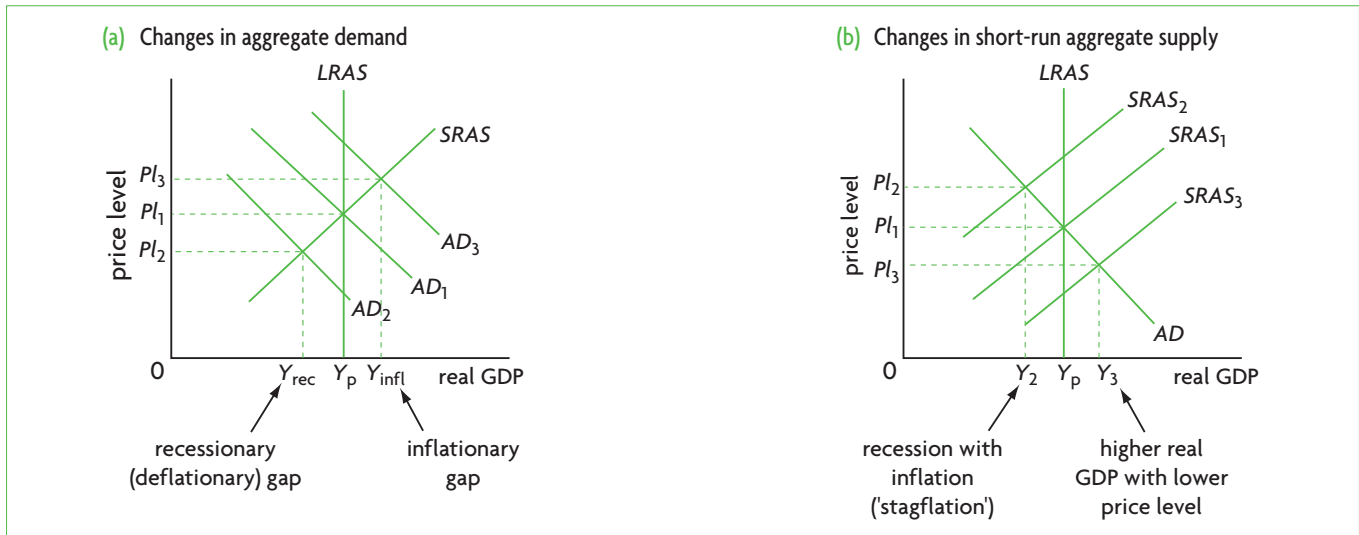 (a) Changes in aggregate demand
LRAS
SRAS
Pl3
Pl1
Pl2
price level
AD3
AD1
AD2
0
Yrec
Yp
Yinfl
real GDP
recessionary
(deflationary) gap
inflationary
gap
(b) Changes in short-run aggregate supply
LRAS
SRAS2
SRAS1
SRAS3
Pl2
Pl1
Pl3
price level
AD
0
Y2
Yp
Y3
real GDP
recession with
inflation
('stagflation')
higher real
GDP with lower
price level